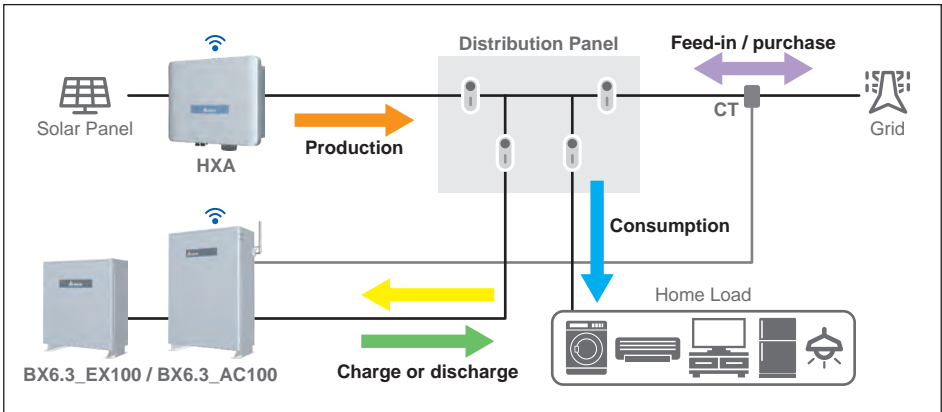 Distribution Panel
Feed-in / purchase
Solar Panel
HXA
Production
CT
Grid
Consumption
Home Load
BX6.3_EX100 / BX6.3_AC100
Charge or discharge